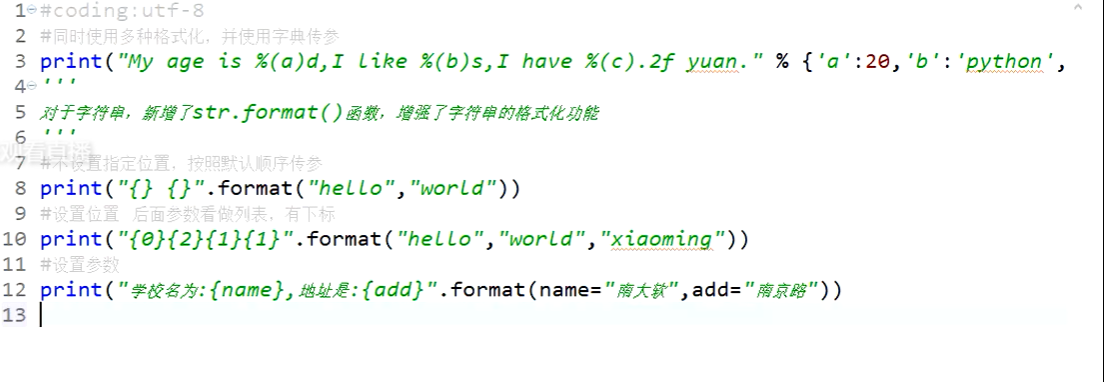 1 #coding:utf-8
2 #同时使用多种格式化，并使用字典传参
3 print("My age is %(a)d,I like %(b)s,I have %(c).2f yuan." % {'a':20,'b':'python',
4 '''
5 对于字符串，新增了str.format()函数，增强了字符串的格式化功能
6 '''
观看直播
7 #不设置指定位置，按照默认顺序传参
8 print("{} {}".format("hello","world"))
9 #设置位置 后面参数看做列表，有下标
10 print("{0}{2}{1}{1}".format("hello","world","xiaoming"))
11 #设置参数
12 print("学校名为:{name},地址是:{add}".format(name="南大软",add="南京路"))
13